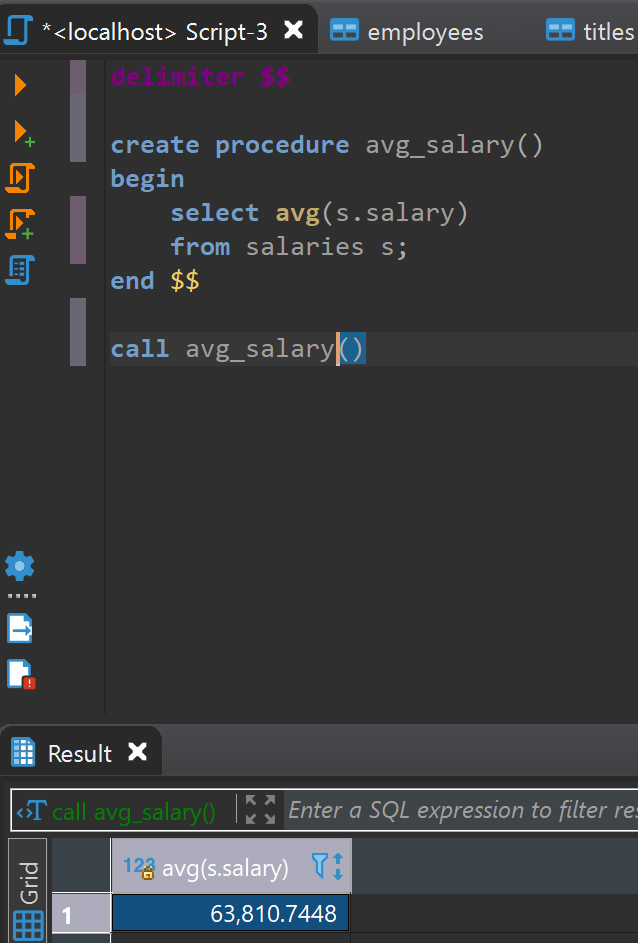 *<localhost> Script-3 employees titles
delimiter $$
create procedure avg_salary()
begin
    select avg(s.salary)
    from salaries s;
end $$
call avg_salary()
Result
call avg_salary() Enter a SQL expression to filter res
Grid
123 avg(s.salary)
1 63,810.7448